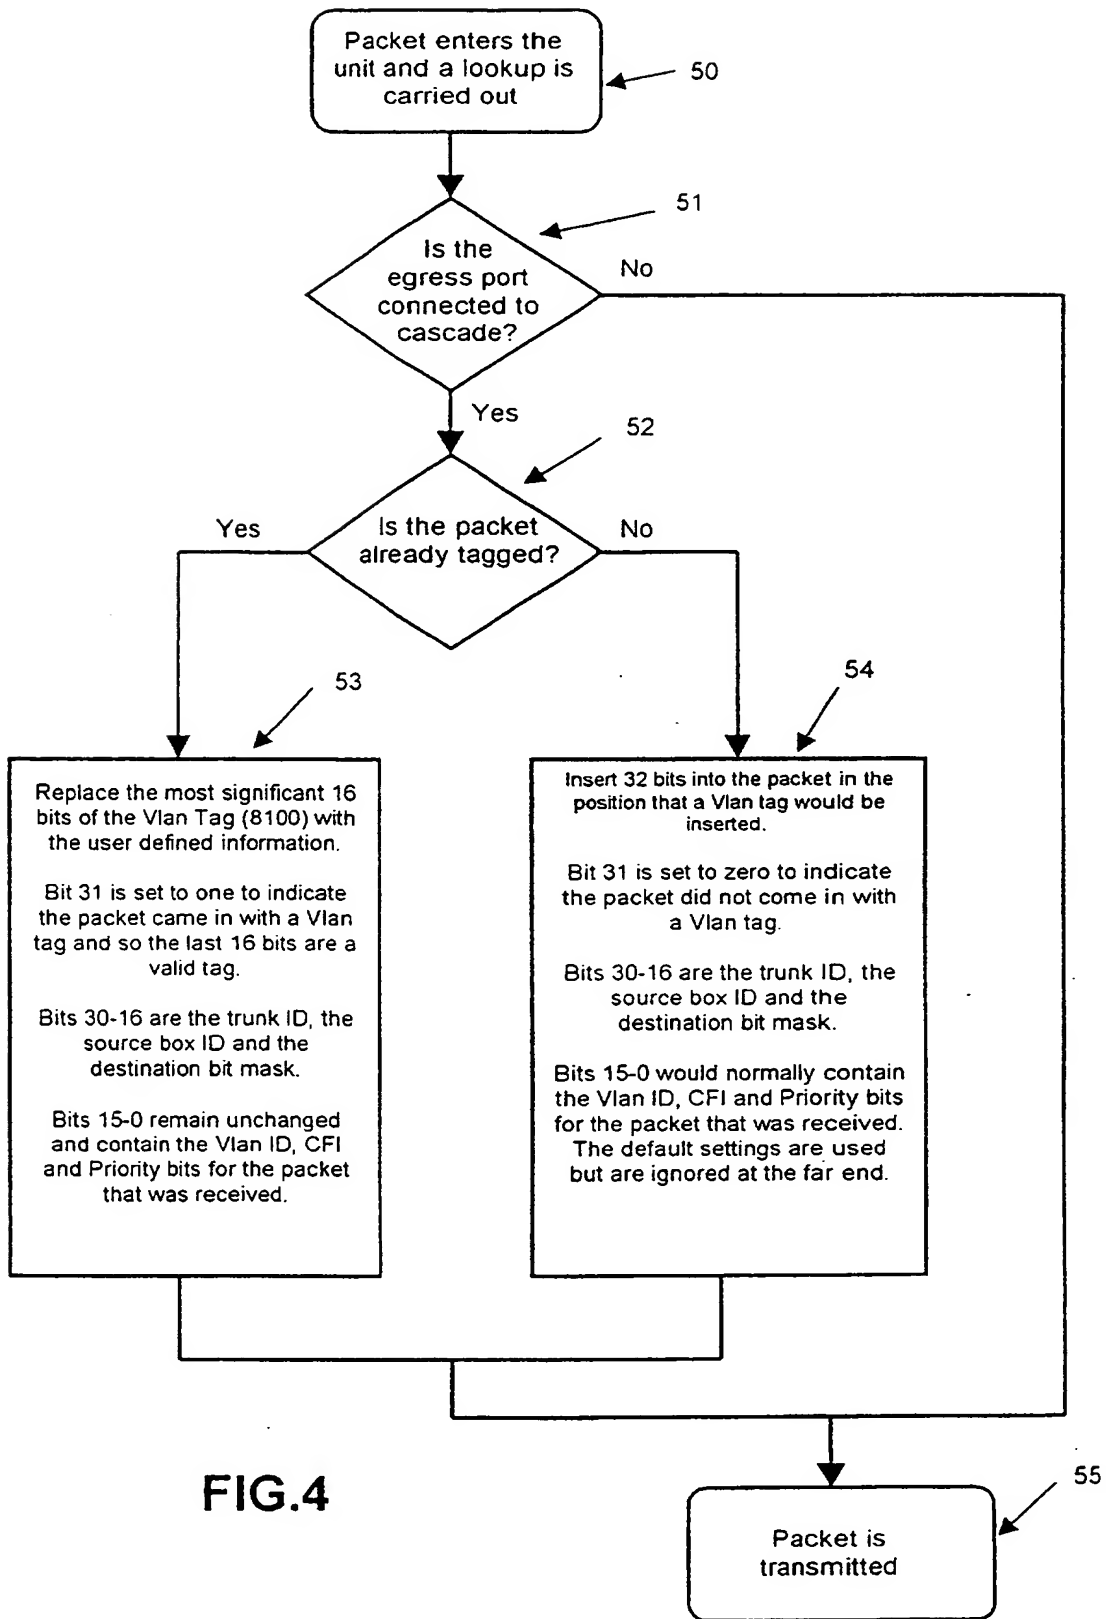 Packet enters the
unit and a lookup is
carried out
50
51
Is the
egress port
connected to
cascade?
No
Yes
52
Is the packet
already tagged?
Yes
No
53
54
Replace the most significant 16
bits of the Vlan Tag (8100) with
the user defined information.
Bit 31 is set to one to indicate
the packet came in with a Vlan
tag and so the last 16 bits are a
valid tag.
Bits 30-16 are the trunk ID, the
source box ID and the
destination bit mask.
Bits 15-0 remain unchanged
and contain the Vlan ID, CFI
and Priority bits for the packet
that was received.
Insert 32 bits into the packet in the
position that a Vlan tag would be
inserted.
Bit 31 is set to zero to indicate
the packet did not come in with
a Vlan tag.
Bits 30-16 are the trunk ID, the
source box ID and the
destination bit mask.
Bits 15-0 would normally contain
the Vlan ID, CFI and Priority bits
for the packet that was received.
The default settings are used
but are ignored at the far end.
FIG.4
55
Packet is
transmitted